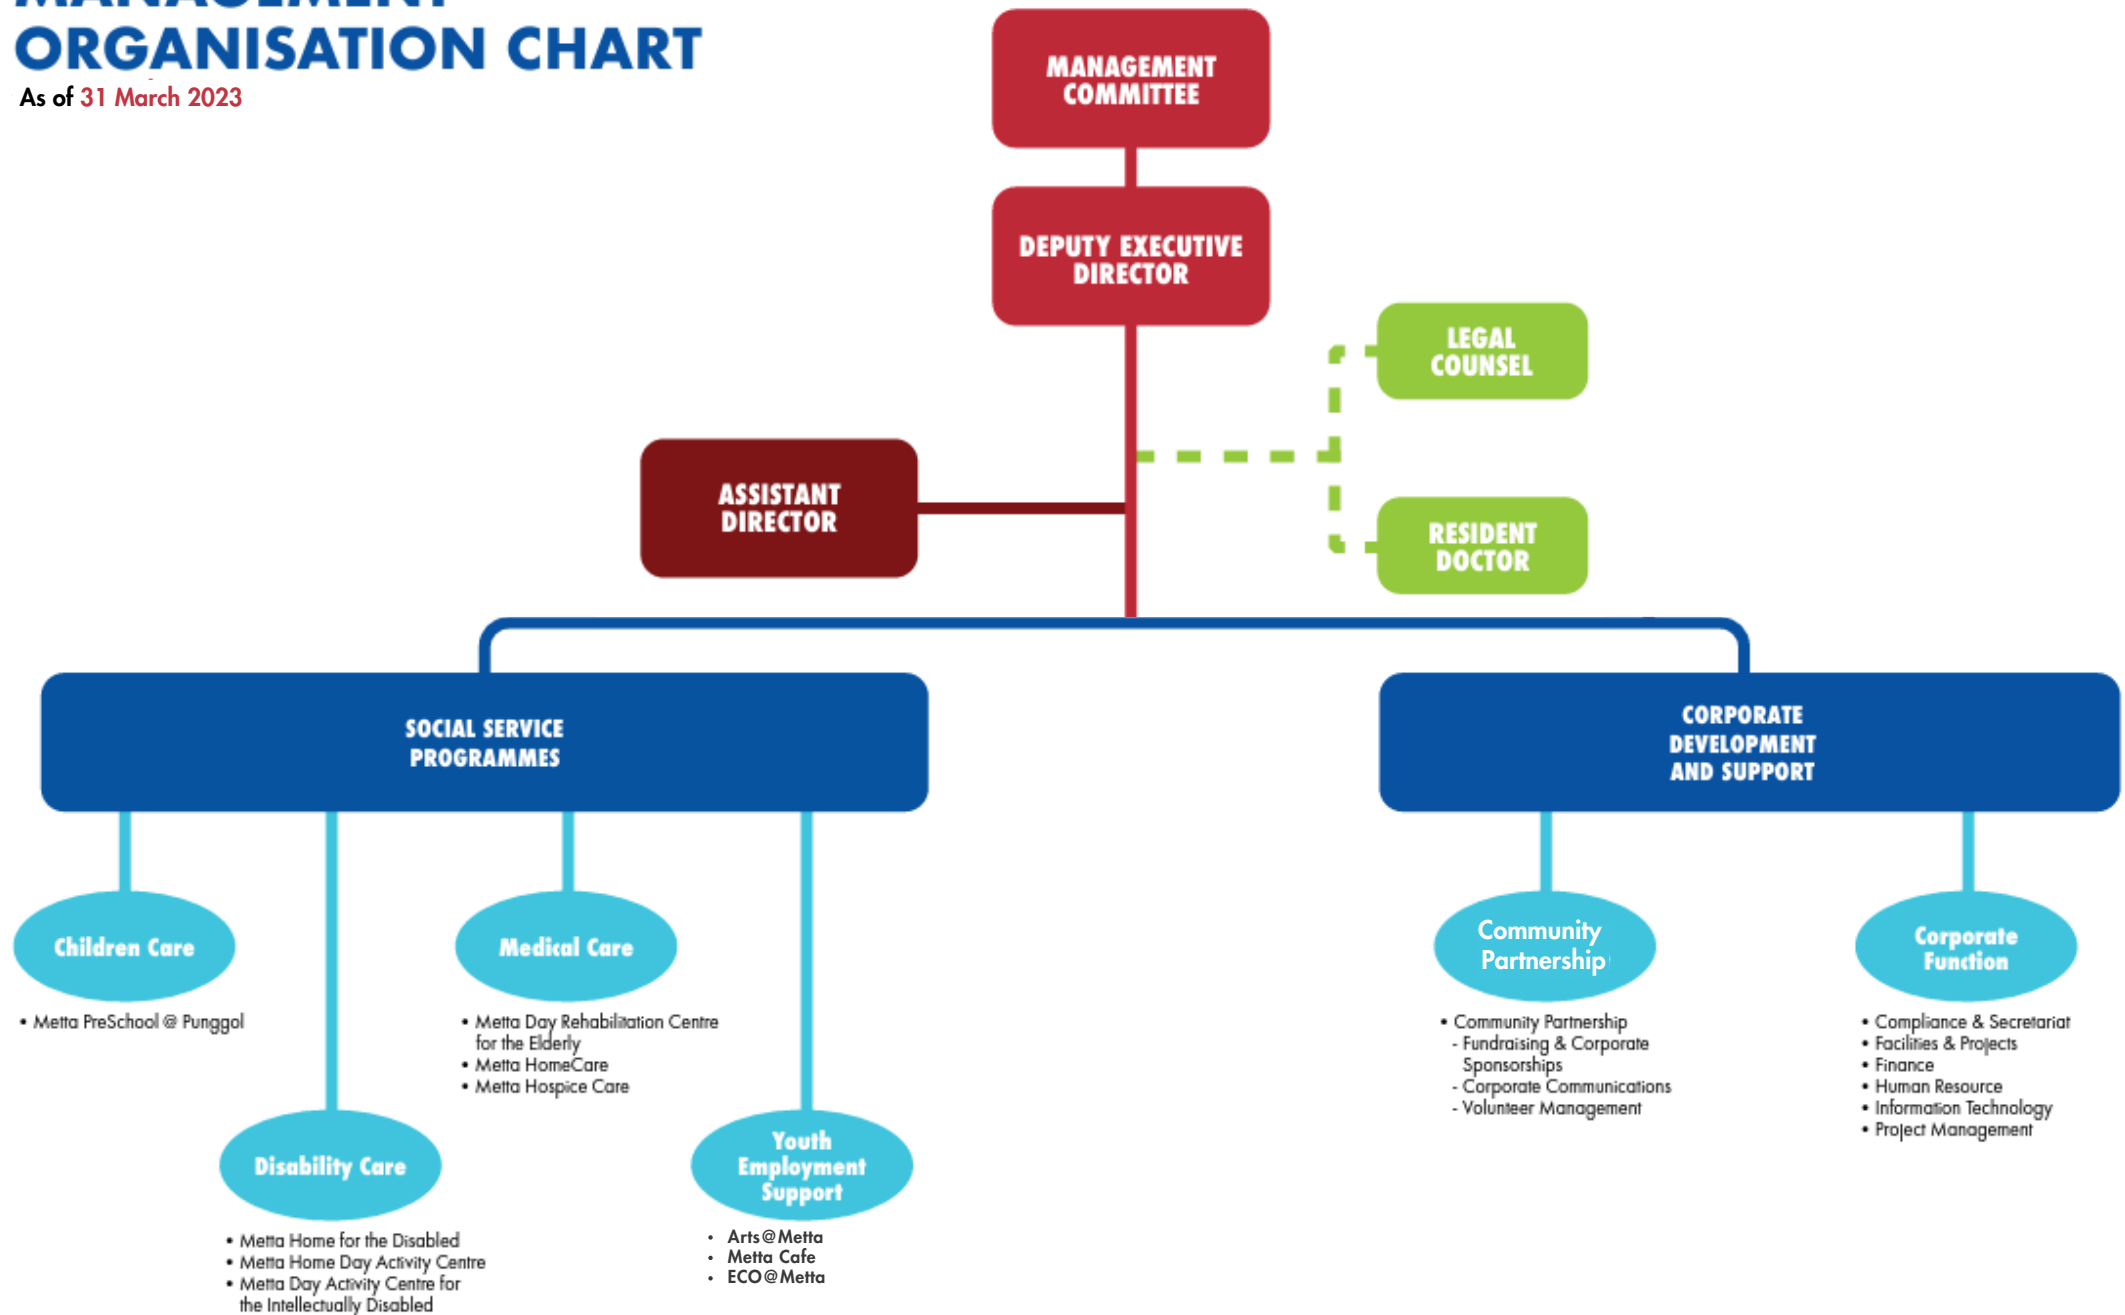 MANAGEMENT
ORGANISATION CHART
As of 31 March 2023
MANAGEMENT
COMMITTEE
DEPUTY EXECUTIVE
DIRECTOR
LEGAL
COUNSEL
ASSISTANT
DIRECTOR
RESIDENT
DOCTOR
SOCIAL SERVICE
PROGRAMMES
CORPORATE
DEVELOPMENT
AND SUPPORT
Children Care
• Metta PreSchool @ Punggol
Disability Care
• Metta Home for the Disabled
• Metta Home Day Activity Centre
• Metta Day Activity Centre for
the Intellectually Disabled
Medical Care
• Metta Day Rehabilitation Centre
for the Elderly
• Metta HomeCare
• Metta Hospice Care
Youth
Employment
Support
• Arts@Metta
• Metta Cafe
• ECO@Metta
Community
Partnership
• Community Partnership
- Fundraising & Corporate
Sponsorships
- Corporate Communications
- Volunteer Management
Corporate
Function
• Compliance & Secretariat
• Facilities & Projects
• Finance
• Human Resource
• Information Technology
• Project Management